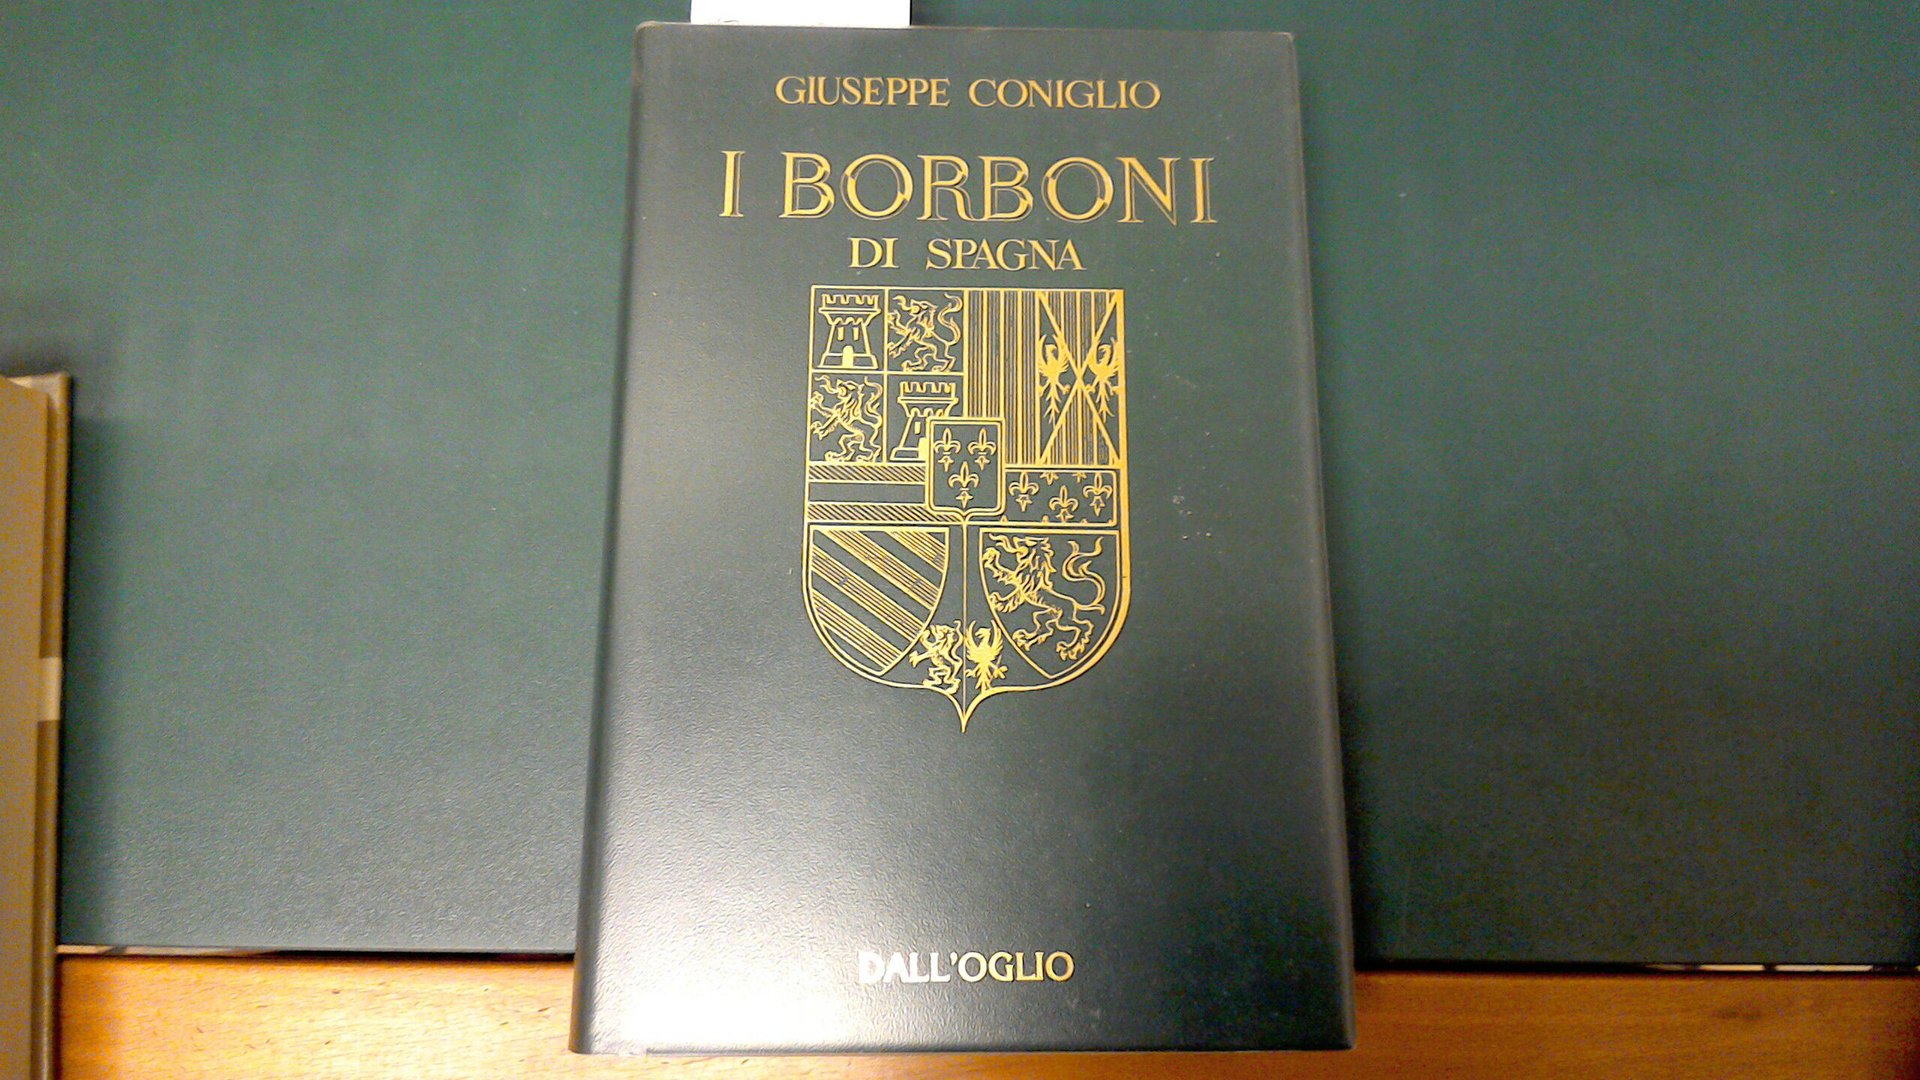 GIUSEPPE CONIGLIO
I BORBONI
DI SPAGNA
DALL'OGLIO